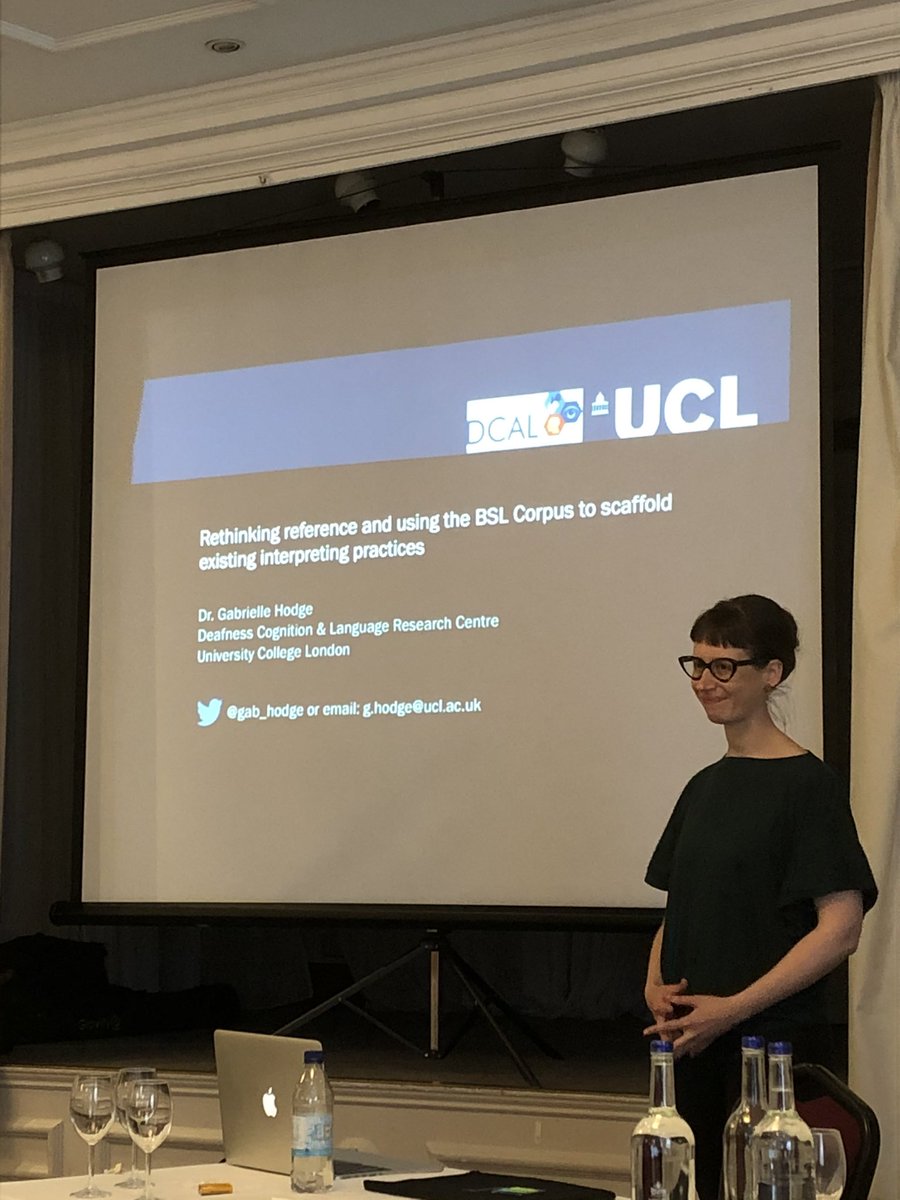 DCAL
UCL
Rethinking reference and using the BSL Corpus to scaffold
existing interpreting practices
Dr. Gabrielle Hodge
Deafness Cognition & Language Research Centre
University College London
@gab_hodge or email: g.hodge@ucl.ac.uk